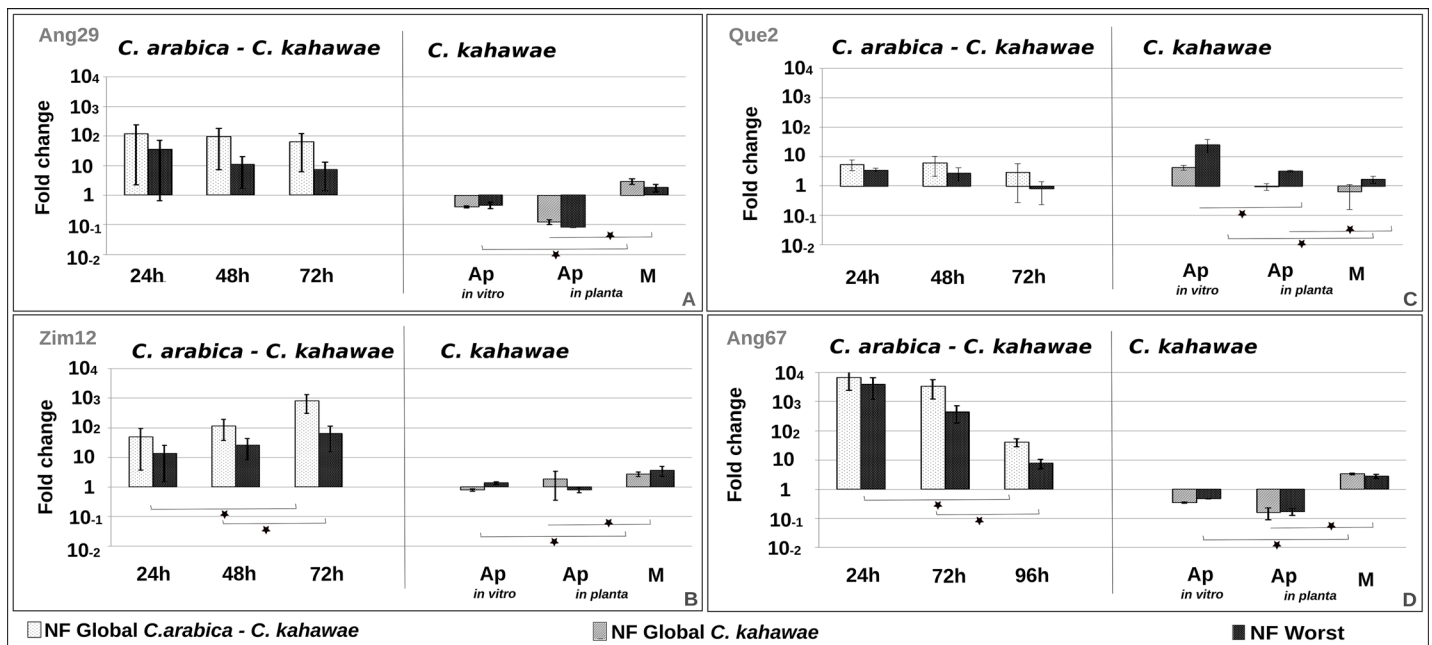 Ang29
C. arabica - C. kahawae
C. kahawae
Fold change
104
103
102
10
1
10-1
10-2
24h
48h
72h
Ap
in vitro
Ap
in planta
M
A
Que2
C. arabica - C. kahawae
C. kahawae
Fold change
104
103
102
10
1
10-1
10-2
24h
48h
72h
Ap
in vitro
Ap
in planta
M
C
Zim12
C. arabica - C. kahawae
C. kahawae
Fold change
104
103
102
10
1
10-1
10-2
24h
48h
72h
Ap
in vitro
Ap
in planta
M
B
Ang67
C. arabica - C. kahawae
C. kahawae
Fold change
104
103
102
10
1
10-1
10-2
24h
72h
96h
Ap
in vitro
Ap
in planta
M
D
NF Global C.arabica - C. kahawae
NF Global C. kahawae
NF Worst